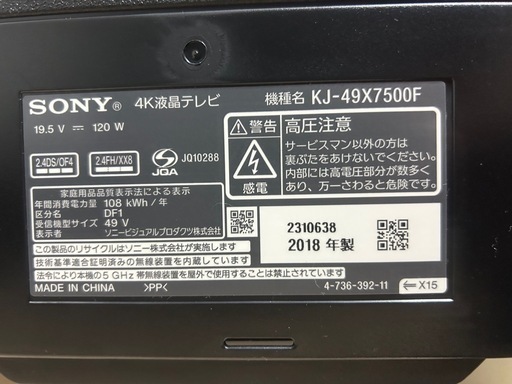 SONY® 4K液晶テレビ 機種名 KJ-49X7500F
19.5 V ⎓ 120 W
2.4DS/OF4 2.4FH/XX8 JQA JQ10288
家庭用品品質表示法による表示
年間消費電力量 108 kWh／年
区分名 DF1
受信機型サイズ 49 V
ソニービジュアルプロダクツ株式会社
この製品のリサイクルはソニー株式会社が実施します
技術基準適合証明済みの無線装置を内蔵しています
法令により本機の5 GHz 帯無線装置を屋外で使用することはできません
MADE IN CHINA >PP<
警告
感電
高圧注意
サービスマン以外の方は
裏ぶたをあけないでください。
内部には高電圧部分が数多く
あり、万一さわると危険です。
2310638
2018 年製
4-736-392-11 X15